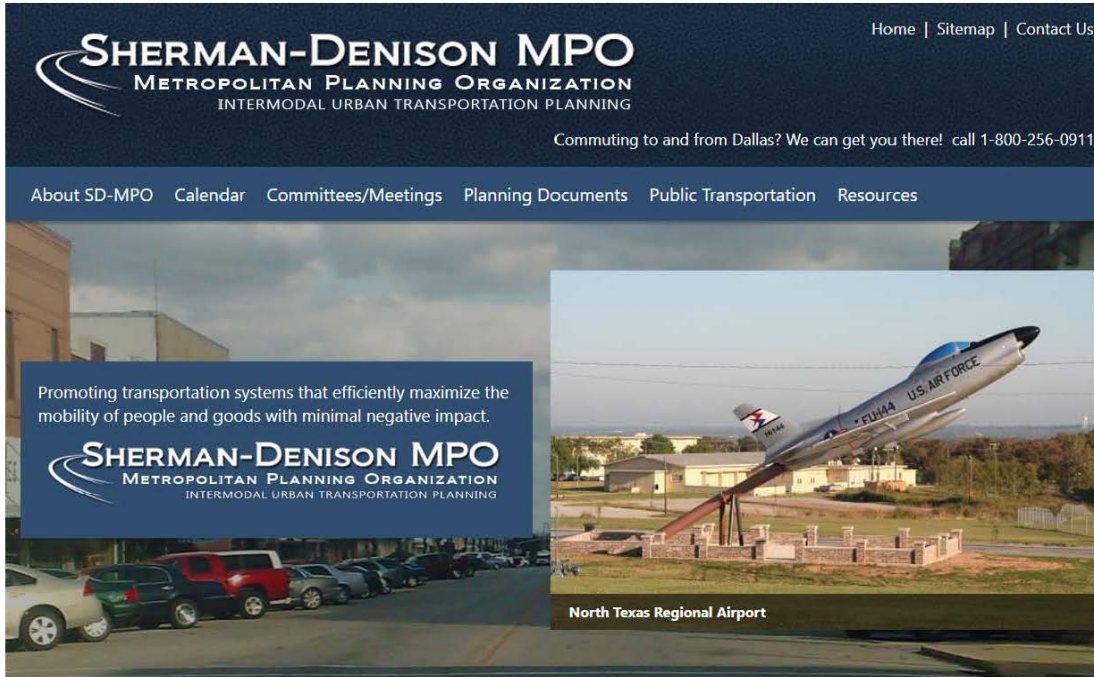 Home | Sitemap | Contact Us
SHERMAN-DENISON MPO
METROPOLITAN PLANNING ORGANIZATION
INTERMODAL URBAN TRANSPORTATION PLANNING
Commuting to and from Dallas? We can get you there! call 1-800-256-0911
About SD-MPO Calendar Committees/Meetings Planning Documents Public Transportation Resources
Promoting transportation systems that efficiently maximize the
mobility of people and goods with minimal negative impact.
SHERMAN-DENISON MPO
METROPOLITAN PLANNING ORGANIZATION
INTERMODAL URBAN TRANSPORTATION PLANNING
U.S. AIR FORCE
FU-144
16144
North Texas Regional Airport